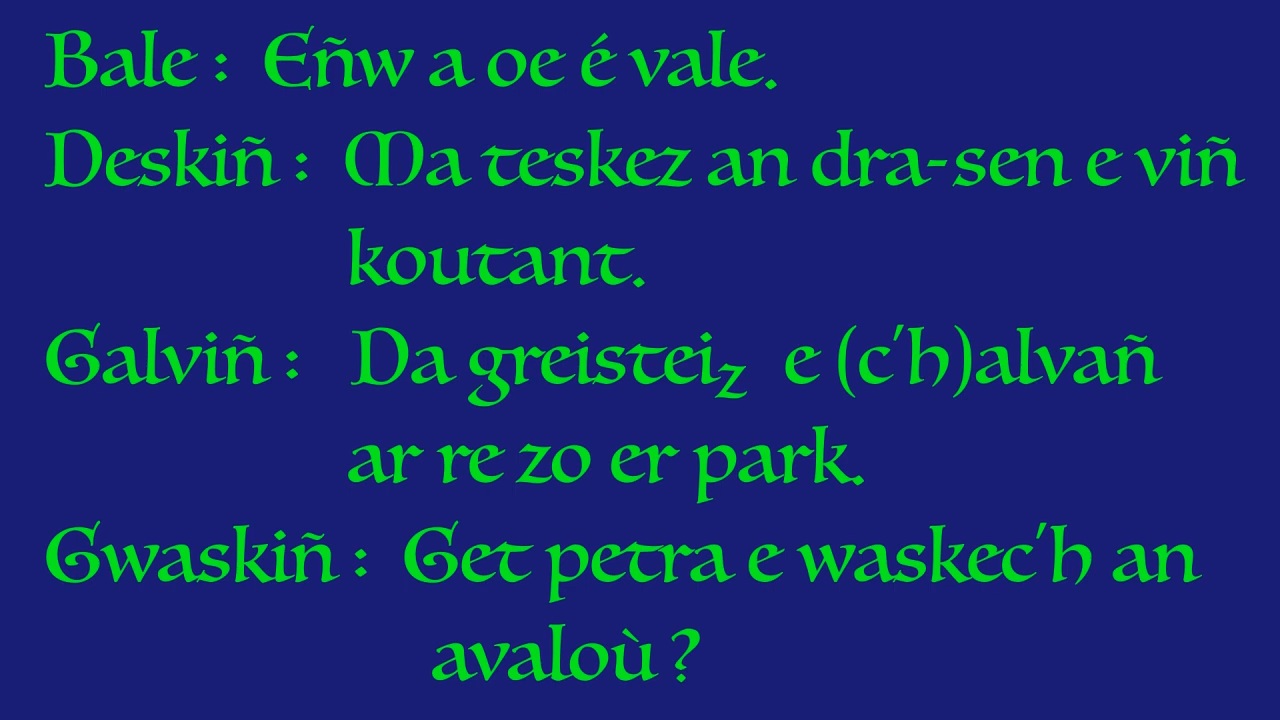 Bale : Eñw a oe é vale.
Deskiñ : Ma teskez an dra-sen e viñ
koutant.
Galviñ : Da greisteiz e (c'h)alvañ
ar re zo er park.
Gwaskiñ : Get petra e waskec'h an
avaloù ?